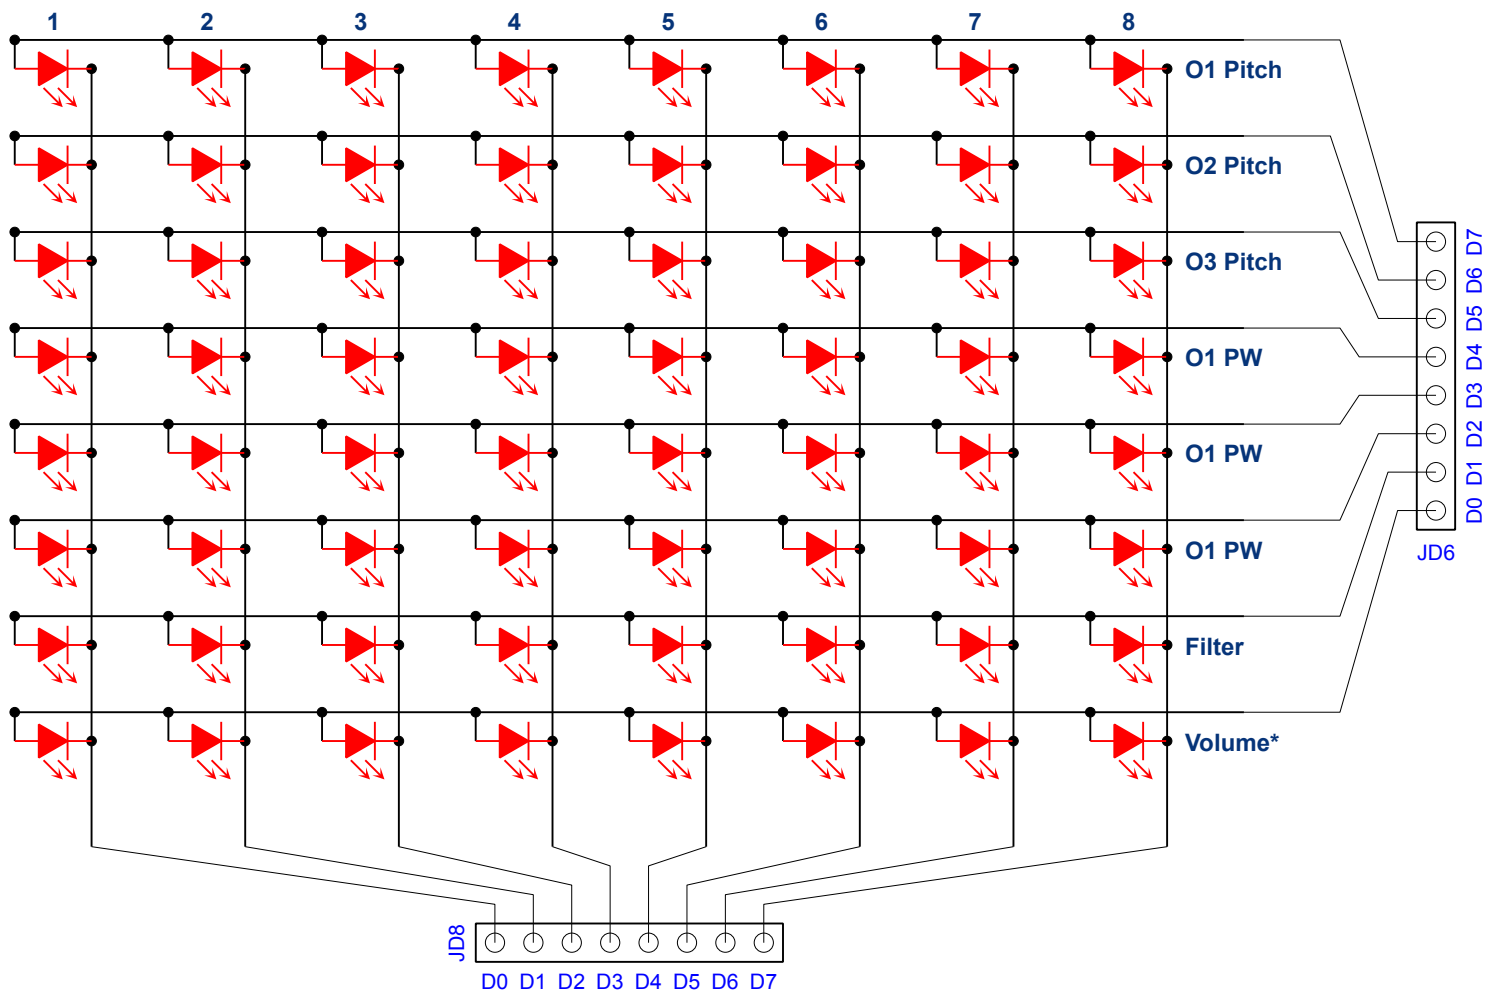 1 2 3 4 5 6 7 8
O1 Pitch
O2 Pitch
O3 Pitch
O1 PW
O1 PW
O1 PW
Filter
Volume*
D7
D6
D5
D4
D3
D2
D1
D0
JD6
JD8
D0 D1 D2 D3 D4 D5 D6 D7